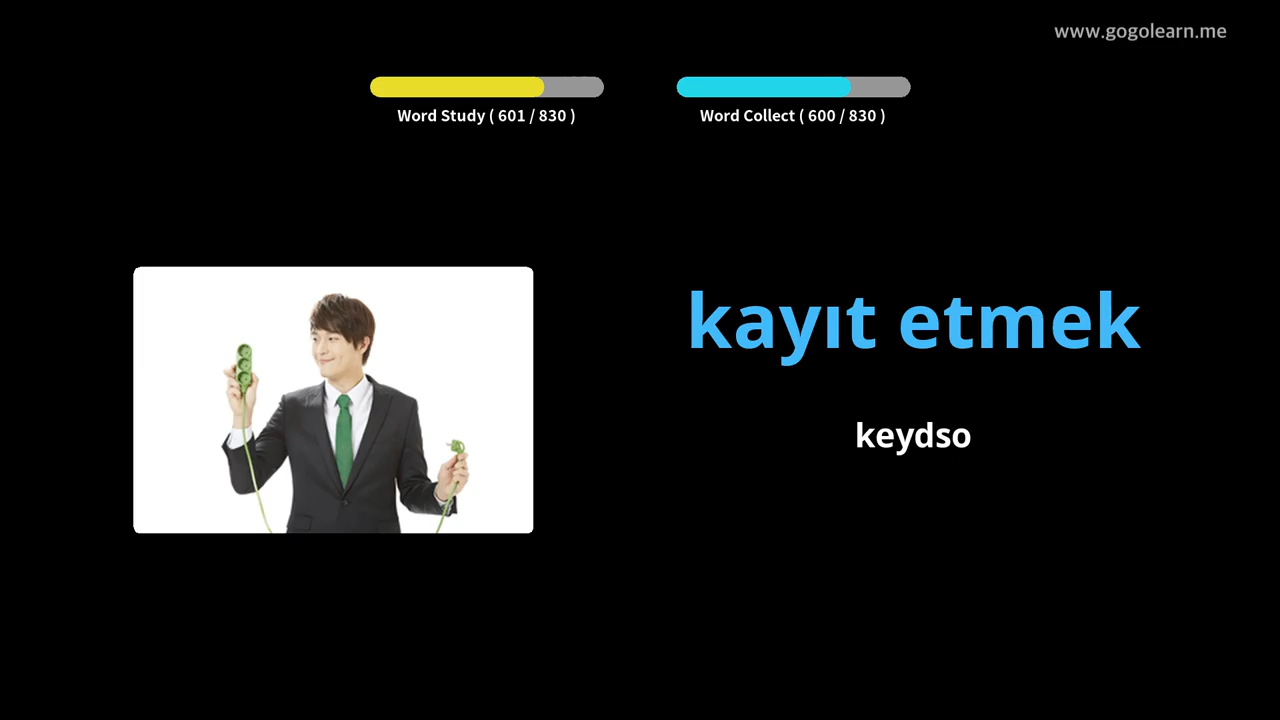 www.gogolearn.me
Word Study ( 601 / 830 )
Word Collect ( 600 / 830 )
kayıt etmek
keydso